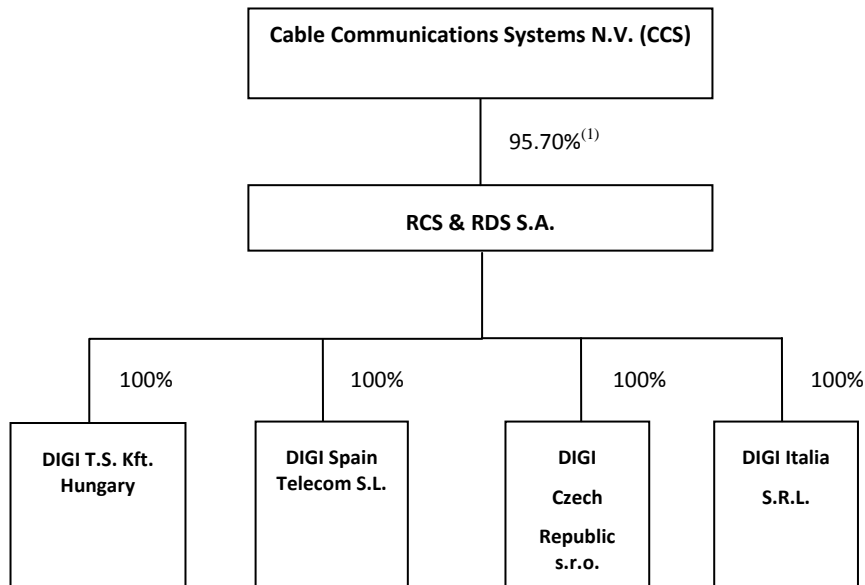 Cable Communications Systems N.V. (CCS)
95.70%(1)
RCS & RDS S.A.
100%
100%
100%
100%
DIGI T.S. Kft.
Hungary
DIGI Spain
Telecom S.L.
DIGI
Czech
Republic
s.r.o.
DIGI Italia
S.R.L.